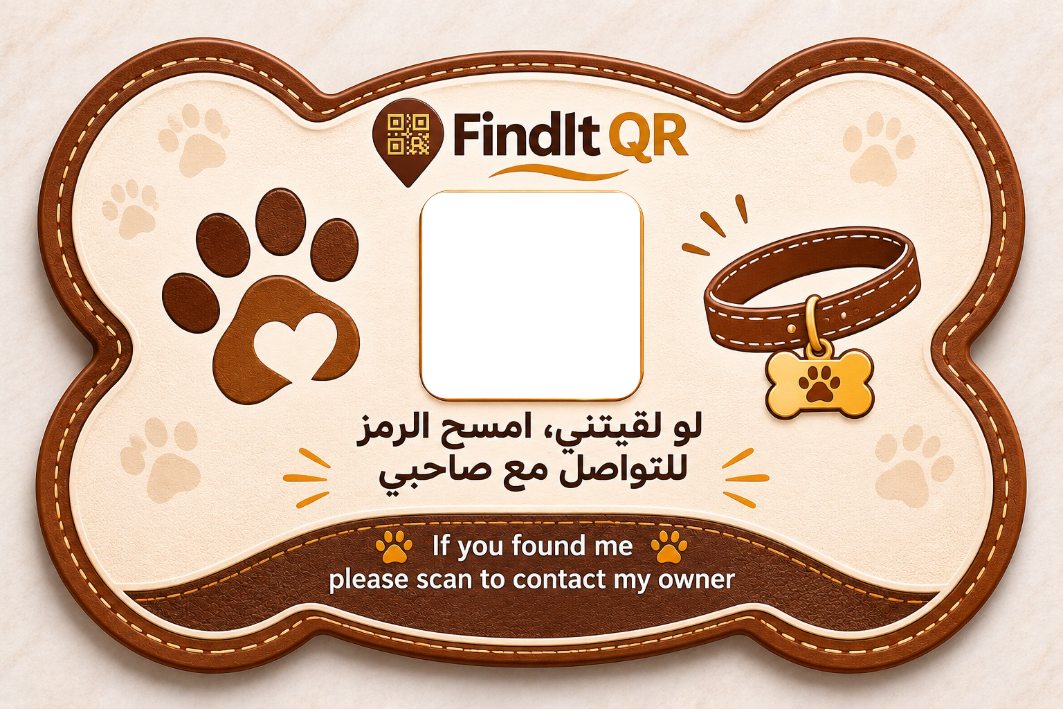 FindIt QR
لو لقيتني، امسح الرمز
للتواصل مع صاحبي
If you found me
please scan to contact my owner